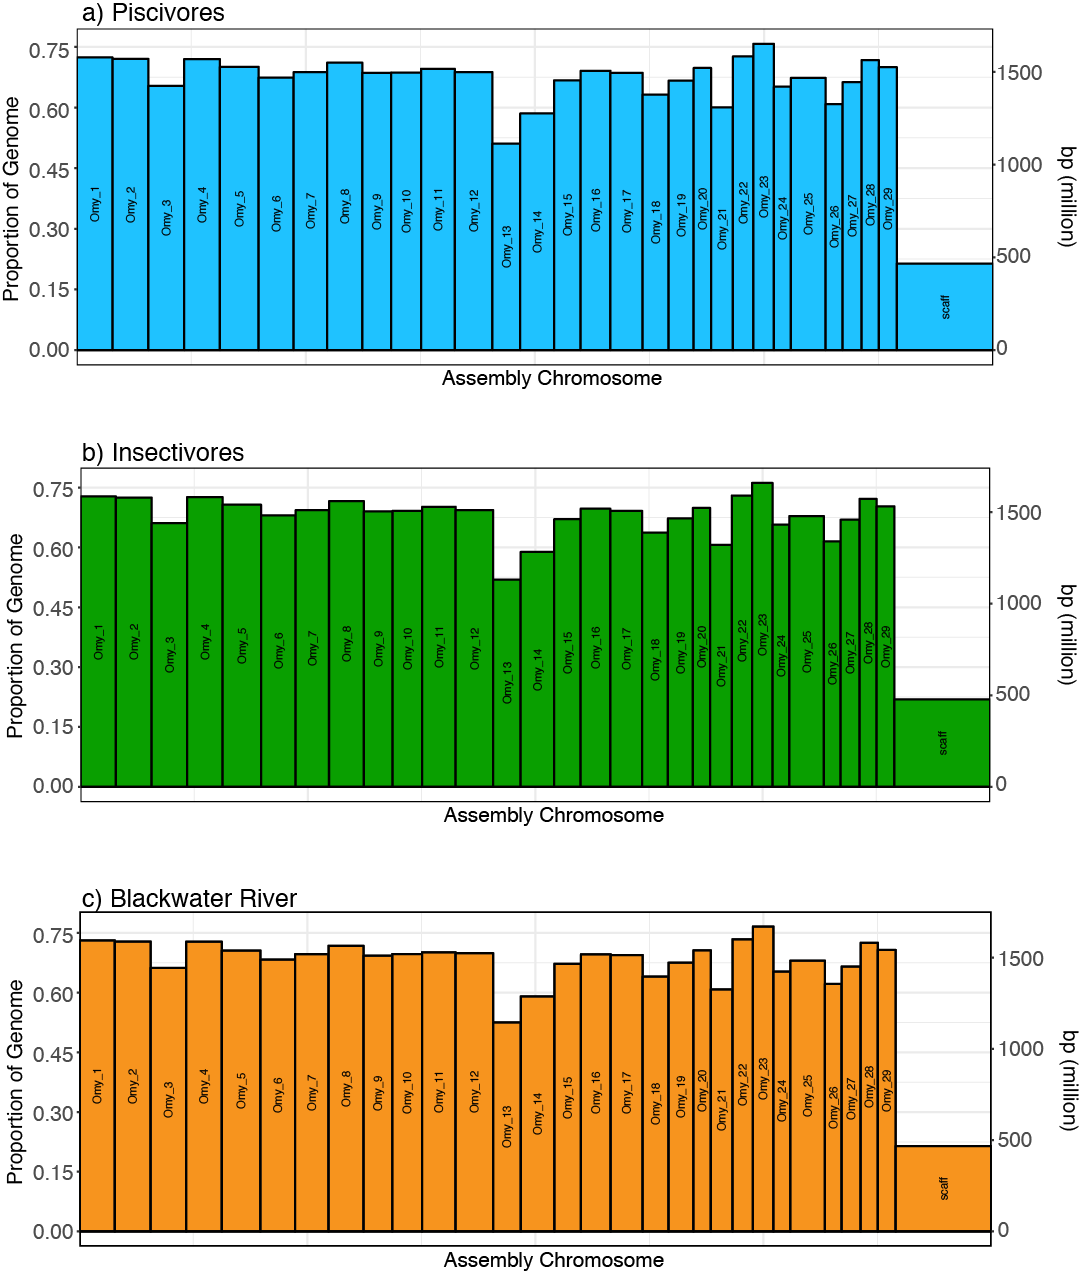 a) Piscivores
Proportion of Genome
0.75
0.60
0.45
0.30
0.15
0.00
Omy_1
Omy_2
Omy_3
Omy_4
Omy_5
Omy_6
Omy_7
Omy_8
Omy_9
Omy_10
Omy_11
Omy_12
Omy_13
Omy_14
Omy_15
Omy_16
Omy_17
Omy_18
Omy_19
Omy_20
Omy_21
Omy_22
Omy_23
Omy_24
Omy_25
Omy_26
Omy_27
Omy_28
Omy_29
scaff
1500
1000
500
0
bp (million)
Assembly Chromosome
b) Insectivores
Proportion of Genome
0.75
0.60
0.45
0.30
0.15
0.00
Omy_1
Omy_2
Omy_3
Omy_4
Omy_5
Omy_6
Omy_7
Omy_8
Omy_9
Omy_10
Omy_11
Omy_12
Omy_13
Omy_14
Omy_15
Omy_16
Omy_17
Omy_18
Omy_19
Omy_20
Omy_21
Omy_22
Omy_23
Omy_24
Omy_25
Omy_26
Omy_27
Omy_28
Omy_29
scaff
1500
1000
500
0
bp (million)
Assembly Chromosome
c) Blackwater River
Proportion of Genome
0.75
0.60
0.45
0.30
0.15
0.00
Omy_1
Omy_2
Omy_3
Omy_4
Omy_5
Omy_6
Omy_7
Omy_8
Omy_9
Omy_10
Omy_11
Omy_12
Omy_13
Omy_14
Omy_15
Omy_16
Omy_17
Omy_18
Omy_19
Omy_20
Omy_21
Omy_22
Omy_23
Omy_24
Omy_25
Omy_26
Omy_27
Omy_28
Omy_29
scaff
1500
1000
500
0
bp (million)
Assembly Chromosome